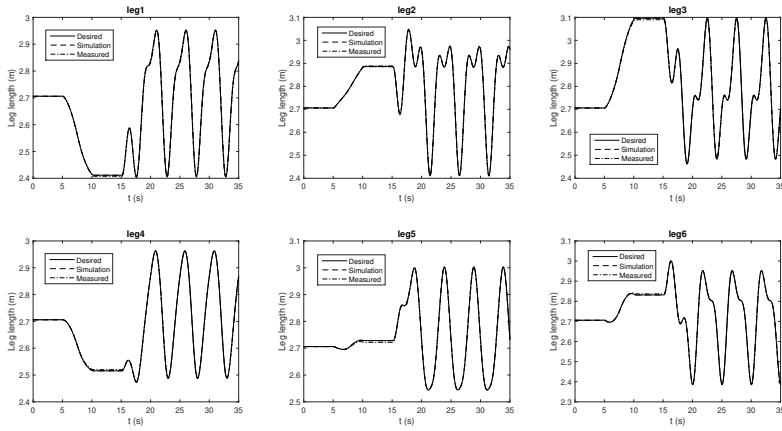 leg1
leg2
leg3
3
2.9
2.8
2.7
2.6
2.5
2.4
Leg length (m)
Desired
Simulation
Measured
0 5 10 15 20 25 30 35
t (s)
3.1
3
2.9
2.8
2.7
2.6
2.5
2.4
Leg length (m)
Desired
Simulation
Measured
0 5 10 15 20 25 30 35
t (s)
3.1
3
2.9
2.8
2.7
2.6
2.5
2.4
Leg length (m)
Desired
Simulation
Measured
0 5 10 15 20 25 30 35
t (s)
leg4
leg5
leg6
3
2.9
2.8
2.7
2.6
2.5
2.4
Leg length (m)
Desired
Simulation
Measured
0 5 10 15 20 25 30 35
t (s)
3.1
3
2.9
2.8
2.7
2.6
2.5
Leg length (m)
Desired
Simulation
Measured
0 5 10 15 20 25 30 35
t (s)
3.1
3
2.9
2.8
2.7
2.6
2.5
2.4
2.3
Leg length (m)
Desired
Simulation
Measured
0 5 10 15 20 25 30 35
t (s)